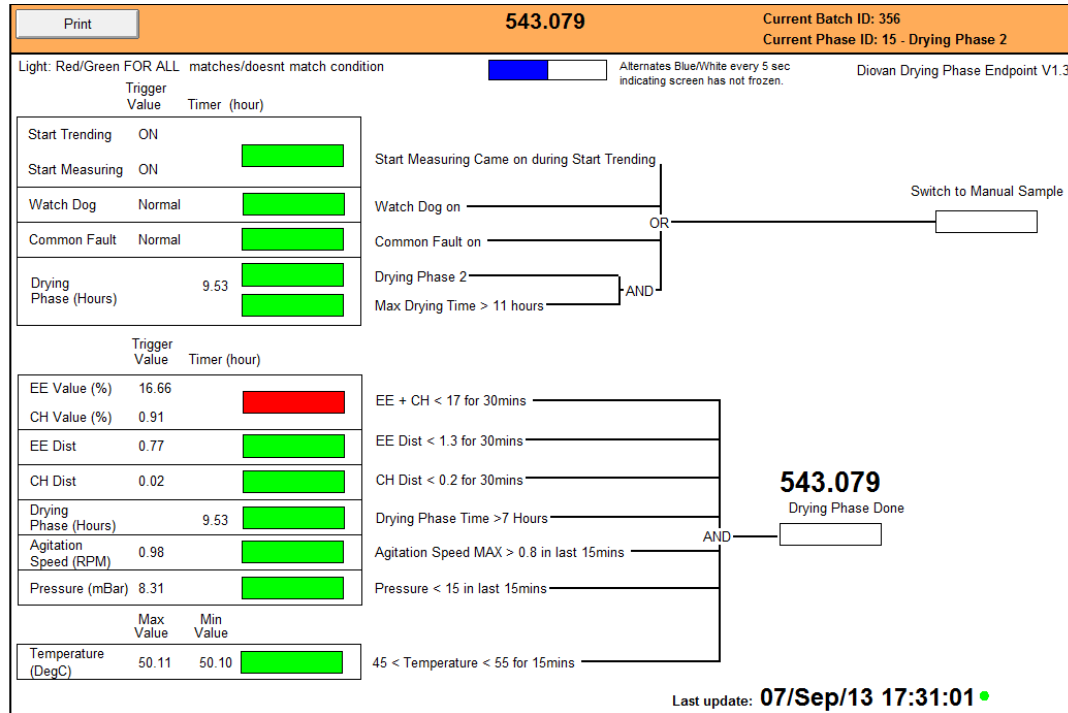 Print
543.079
Current Batch ID: 356
Current Phase ID: 15 - Drying Phase 2
Light: Red/Green FOR ALL matches/doesnt match condition
Alternates Blue/White every 5 sec
indicating screen has not frozen.
Diovan Drying Phase Endpoint V1.3
Trigger
Value Timer (hour)
Start Trending ON
Start Measuring ON
Start Measuring Came on during Start Trending
Watch Dog Normal
Watch Dog on
Common Fault Normal
Common Fault on
OR
Switch to Manual Sample
Drying
Phase (Hours) 9.53
Drying Phase 2
Max Drying Time > 11 hours
AND
Trigger
Value Timer (hour)
EE Value (%) 16.66
CH Value (%) 0.91
EE + CH < 17 for 30mins
EE Dist 0.77
EE Dist < 1.3 for 30mins
CH Dist 0.02
CH Dist < 0.2 for 30mins
Drying
Phase (Hours) 9.53
Drying Phase Time >7 Hours
Agitation
Speed (RPM) 0.98
Agitation Speed MAX > 0.8 in last 15mins
Pressure (mBar) 8.31
Pressure < 15 in last 15mins
AND
543.079
Drying Phase Done
Max Min
Value Value
Temperature
(DegC) 50.11 50.10
45 < Temperature < 55 for 15mins
Last update: 07/Sep/13 17:31:01